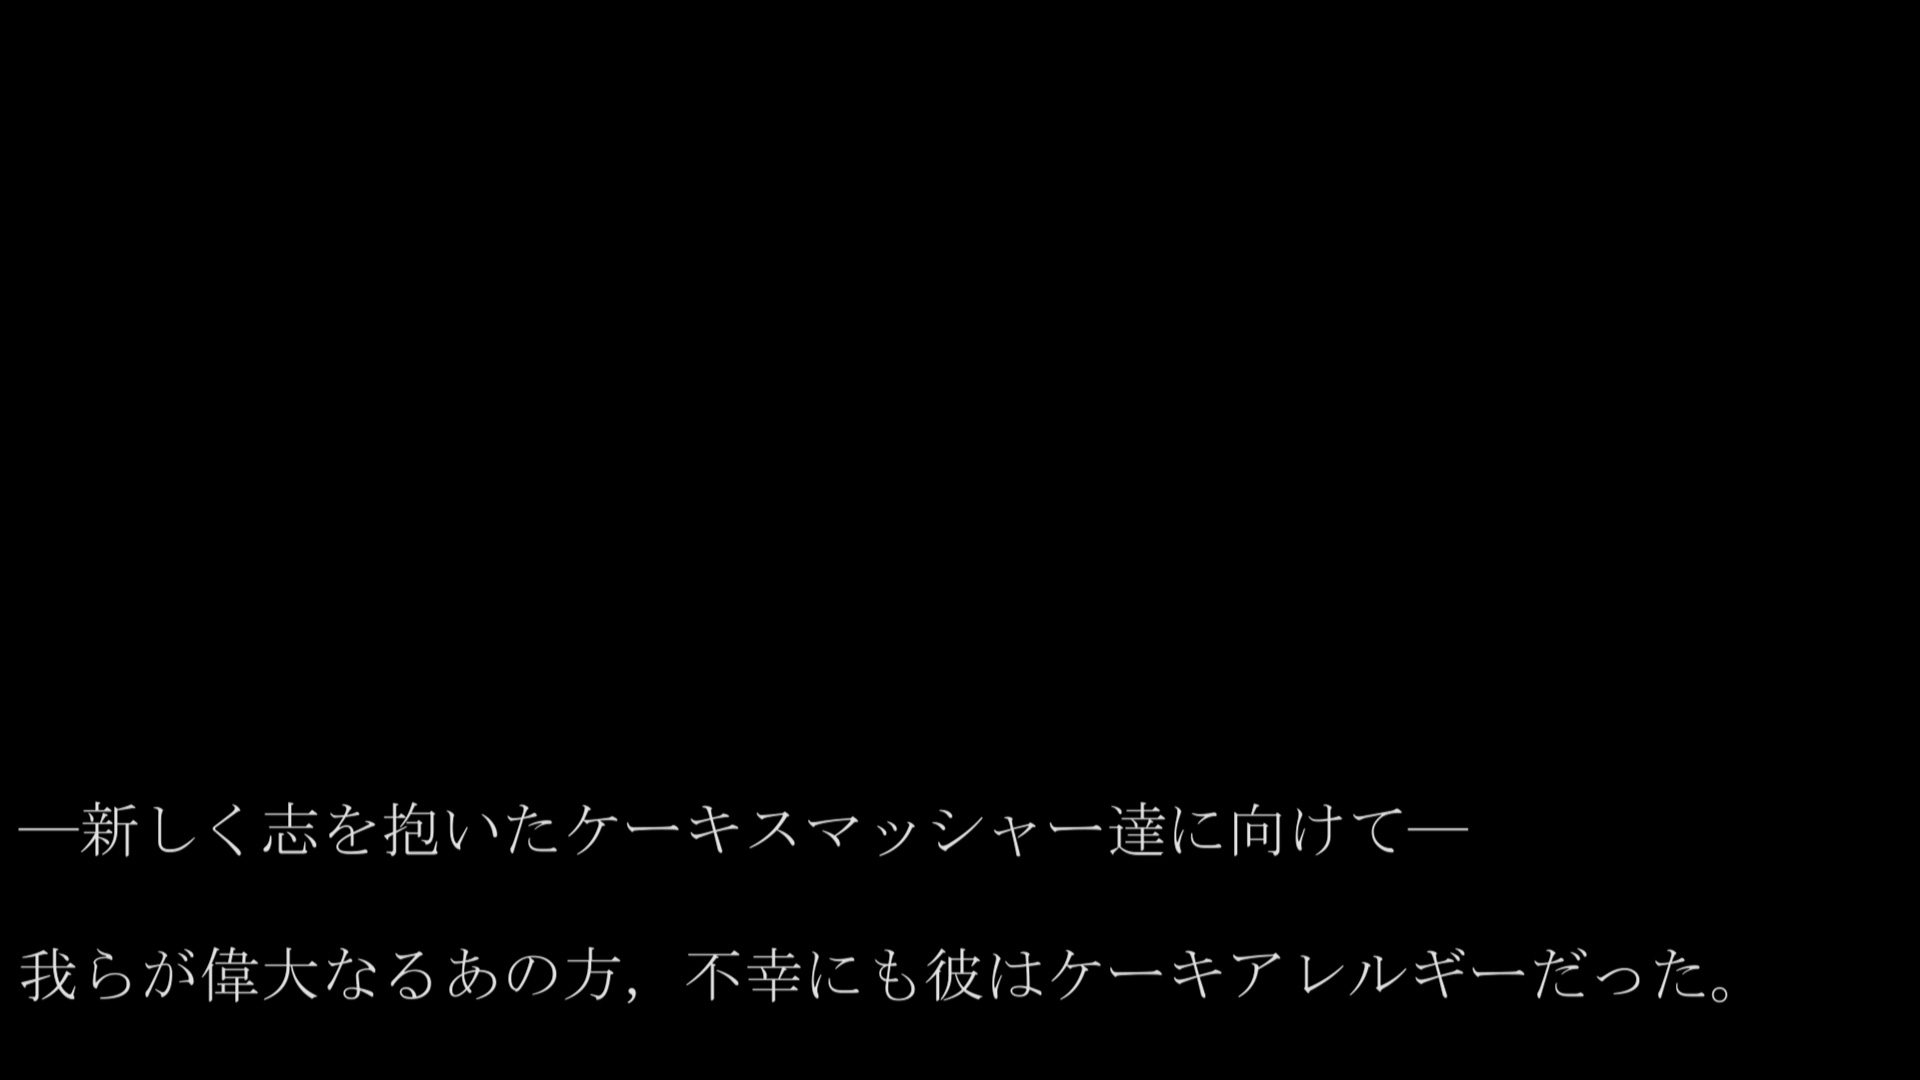 ―新しく志を抱いたケーキスマッシャー達に向けて―
我らが偉大なるあの方，不幸にも彼はケーキアレルギーだった。